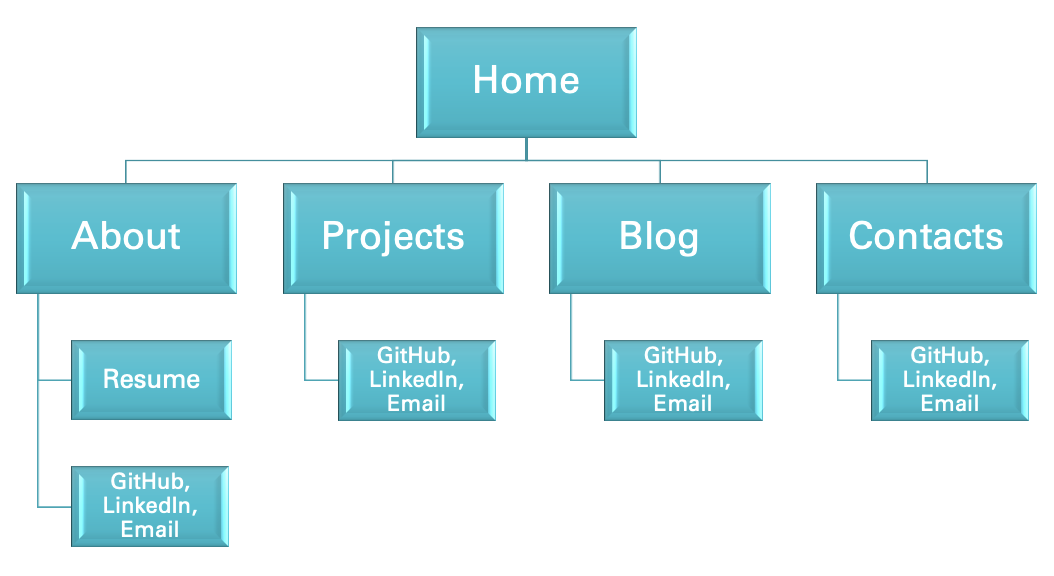 Home
About
Projects
Blog
Contacts
Resume
GitHub,
LinkedIn,
Email
GitHub,
LinkedIn,
Email
GitHub,
LinkedIn,
Email
GitHub,
LinkedIn,
Email